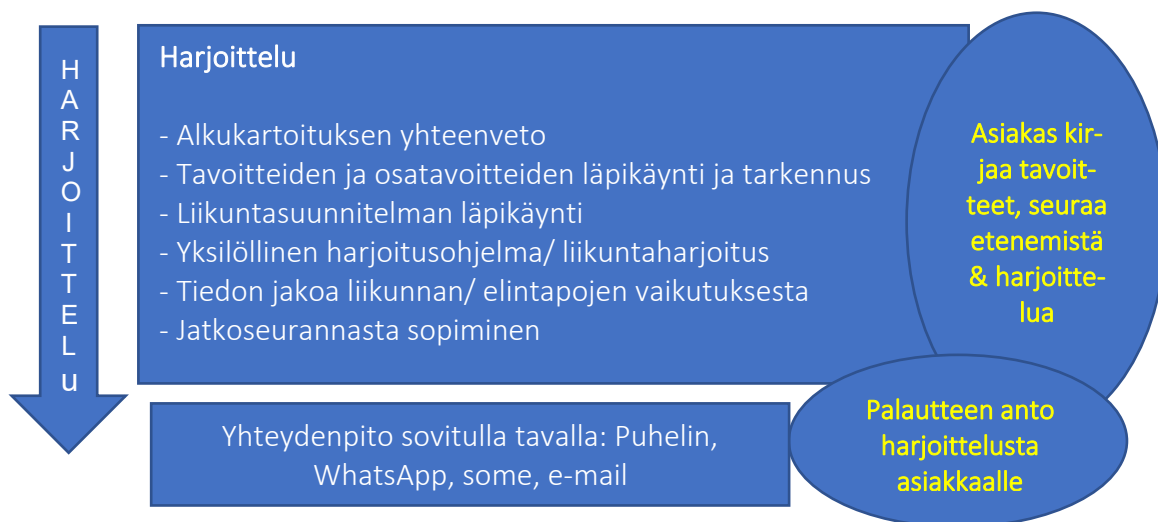 HARJOITTELu
Harjoittelu
- Alkukartoituksen yhteenveto
- Tavoitteiden ja osatavoitteiden läpikäynti ja tarkennus
- Liikuntasuunnitelman läpikäynti
- Yksilöllinen harjoitusohjelma/ liikuntaharjoitus
- Tiedon jakoa liikunnan/ elintapojen vaikutuksesta
- Jatkoseurannasta sopiminen
Asiakas kir-
jaa tavoit-
teet, seuraa
etenemistä
& harjoitte-
lua
Yhteydenpito sovitulla tavalla: Puhelin,
WhatsApp, some, e-mail
Palautteen anto
harjoittelusta
asiakkaalle